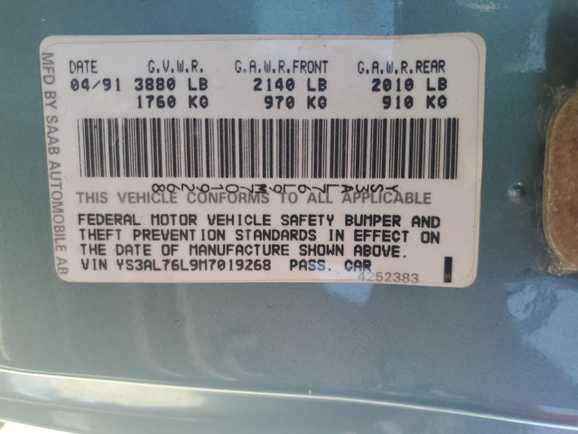 MFD BY SAAB AUTOMOBILE AB
DATE G.V.W.R. G.A.W.R.FRONT G.A.W.R.REAR
04/91 3880 LB 2140 LB 2010 LB
1760 KG 970 KG 910 KG
YS3AL76L9M7019268
THIS VEHICLE CONFORMS TO ALL APPLICABLE
FEDERAL MOTOR VEHICLE SAFETY BUMPER AND
THEFT PREVENTION STANDARDS IN EFFECT ON
THE DATE OF MANUFACTURE SHOWN ABOVE.
VIN YS3AL76L9M7019268 PASS. CAR
4252383